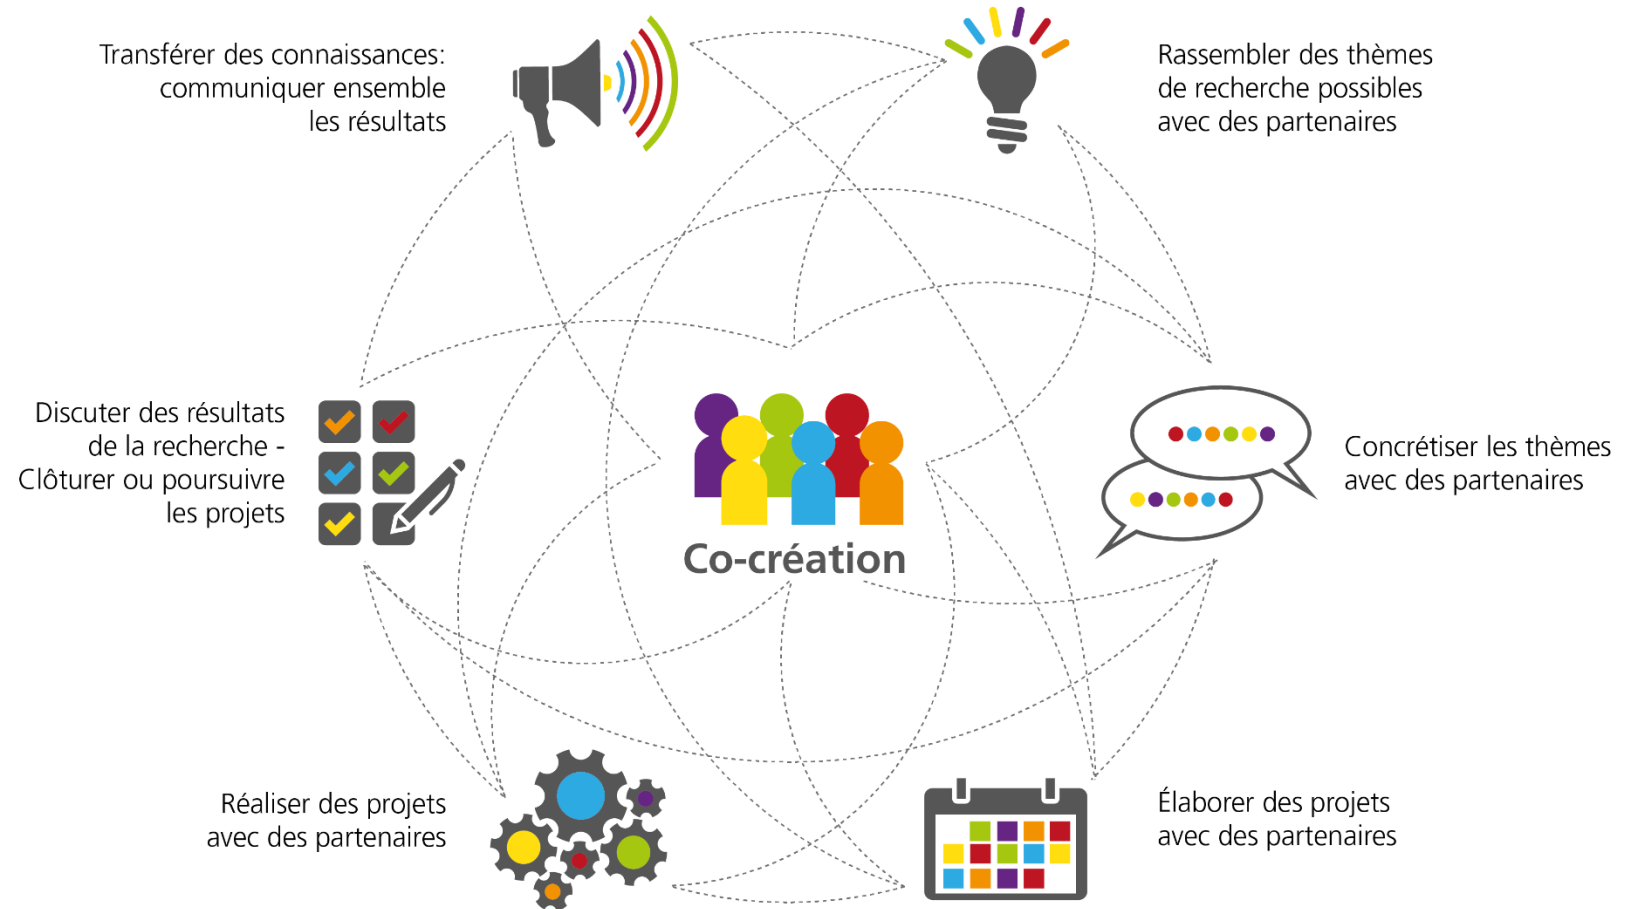 Transférer des connaissances:
communiquer ensemble
les résultats
Rassembler des thèmes
de recherche possibles
avec des partenaires
Discuter des résultats
de la recherche -
Clôturer ou poursuivre
les projets
Co-création
Concrétiser les thèmes
avec des partenaires
Réaliser des projets
avec des partenaires
Élaborer des projets
avec des partenaires